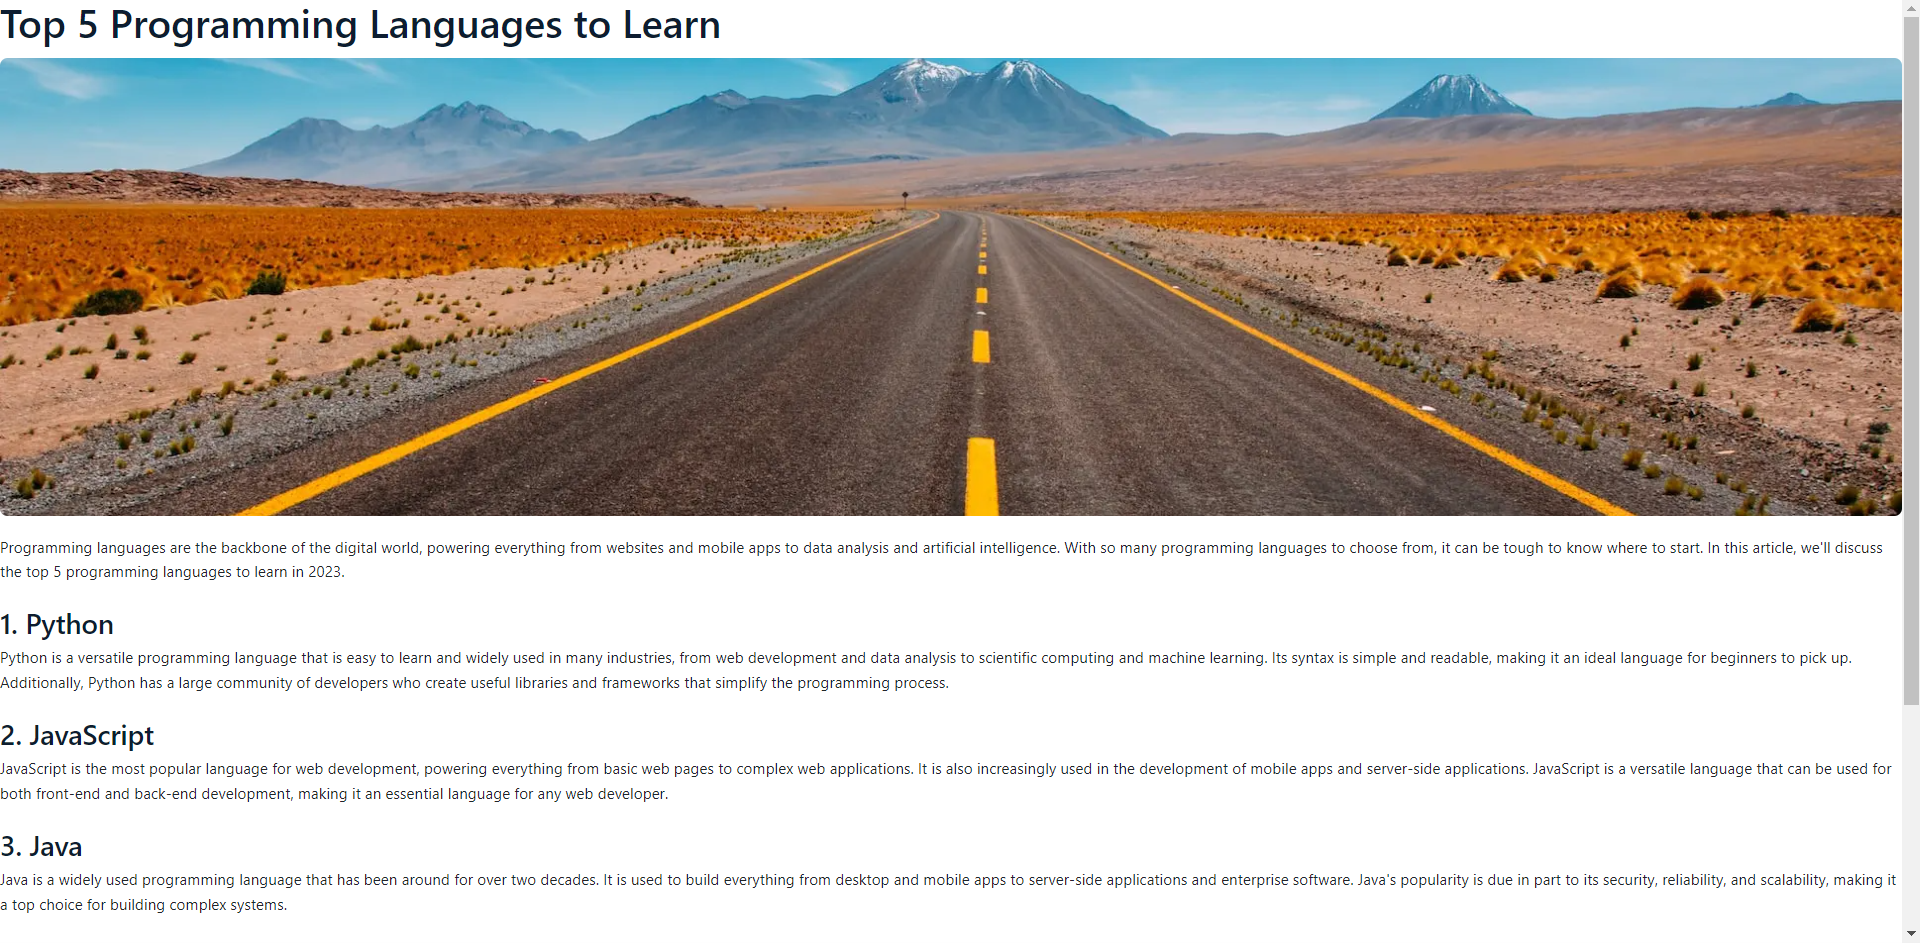 Top 5 Programming Languages to Learn
Programming languages are the backbone of the digital world, powering everything from websites and mobile apps to data analysis and artificial intelligence. With so many programming languages to choose from, it can be tough to know where to start. In this article, we'll discuss
the top 5 programming languages to learn in 2023.
1. Python
Python is a versatile programming language that is easy to learn and widely used in many industries, from web development and data analysis to scientific computing and machine learning. Its syntax is simple and readable, making it an ideal language for beginners to pick up.
Additionally, Python has a large community of developers who create useful libraries and frameworks that simplify the programming process.
2. JavaScript
JavaScript is the most popular language for web development, powering everything from basic web pages to complex web applications. It is also increasingly used in the development of mobile apps and server-side applications. JavaScript is a versatile language that can be used for
both front-end and back-end development, making it an essential language for any web developer.
3. Java
Java is a widely used programming language that has been around for over two decades. It is used to build everything from desktop and mobile apps to server-side applications and enterprise software. Java's popularity is due in part to its security, reliability, and scalability, making it
a top choice for building complex systems.